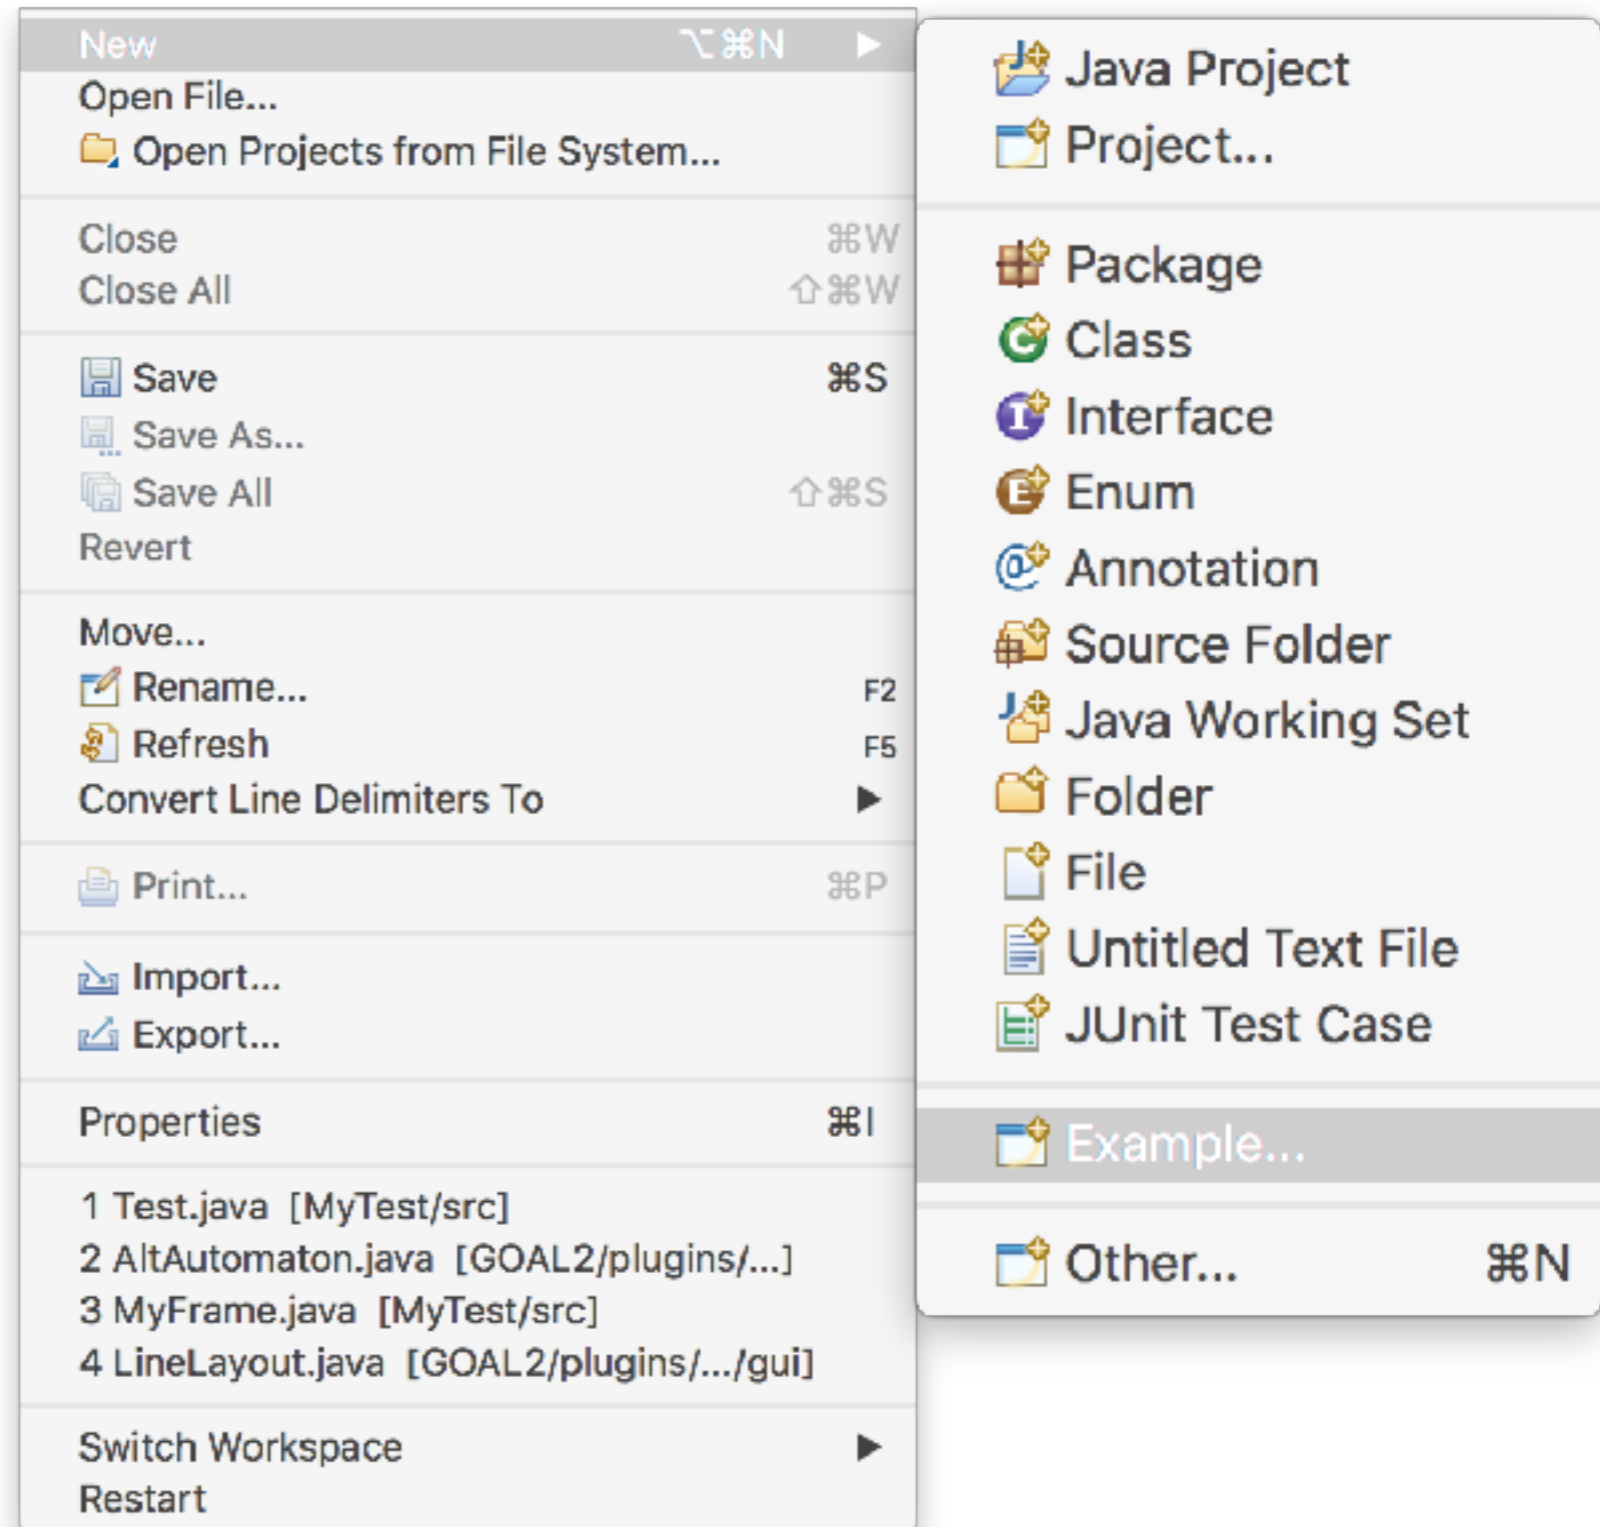 New ⌥⌘N ▶
Open File...
Open Projects from File System...
Close ⌘W
Close All ⇧⌘W
Save ⌘S
Save As...
Save All ⇧⌘S
Revert
Move...
Rename... F2
Refresh F5
Convert Line Delimiters To ▶
Print... ⌘P
Import...
Export...
Properties ⌘I
1 Test.java [MyTest/src]
2 AltAutomaton.java [GOAL2/plugins/...]
3 MyFrame.java [MyTest/src]
4 LineLayout.java [GOAL2/plugins/.../gui]
Switch Workspace ▶
Restart
Java Project
Project...
Package
Class
Interface
Enum
Annotation
Source Folder
Java Working Set
Folder
File
Untitled Text File
JUnit Test Case
Example...
Other... ⌘N